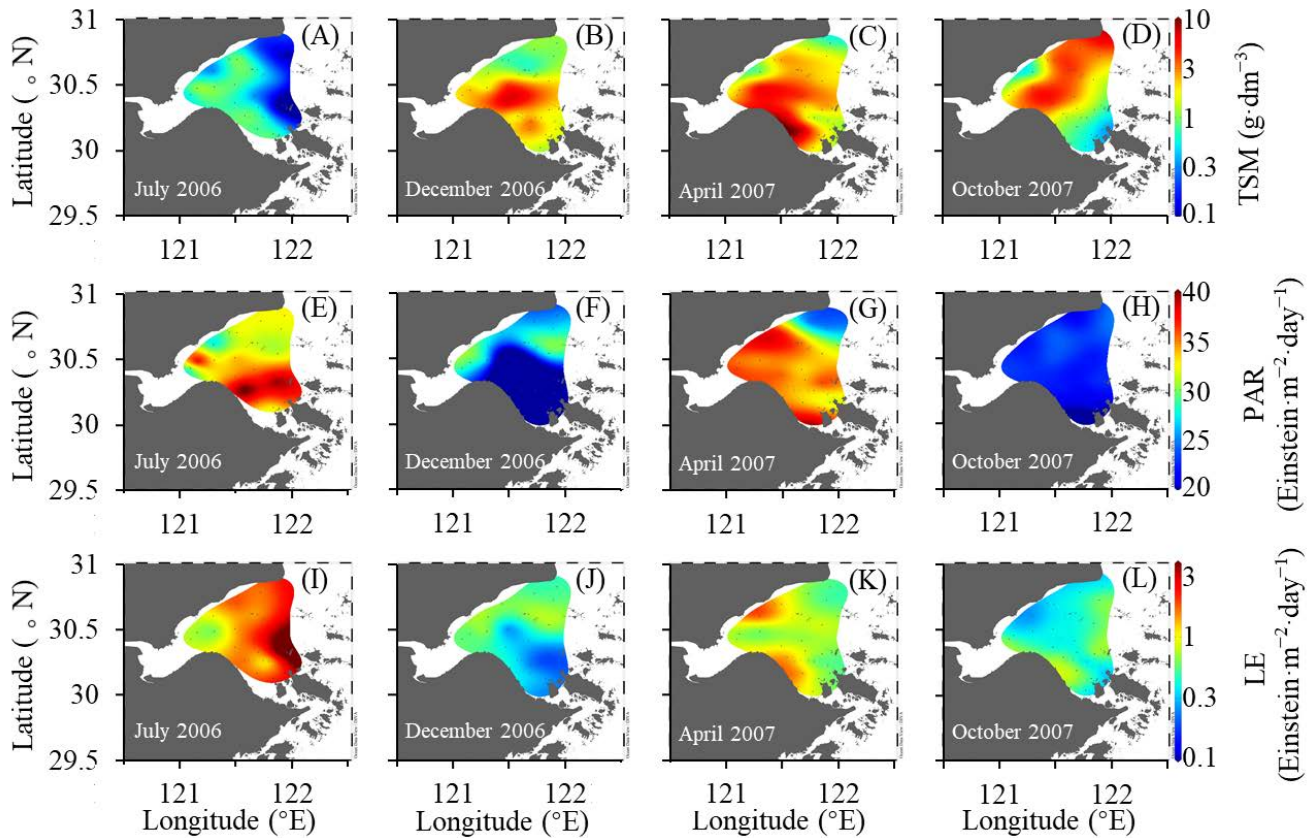 31
30.5
30
29.5
Latitude ( 。N)
(A)
July 2006
121
122
(B)
December 2006
121
122
(C)
April 2007
121
122
(D)
October 2007
121
122
10
3
1
0.3
0.1
TSM (g·dm⁻³)
31
30.5
30
29.5
Latitude ( 。N)
(E)
July 2006
121
122
(F)
December 2006
121
122
(G)
April 2007
121
122
(H)
October 2007
121
122
40
35
30
25
20
PAR
(Einstein·m⁻²·day⁻¹)
31
30.5
30
29.5
Latitude ( 。N)
(I)
July 2006
121
122
Longitude (°E)
(J)
December 2006
121
122
Longitude (°E)
(K)
April 2007
121
122
Longitude (°E)
(L)
October 2007
121
122
Longitude (°E)
3
1
0.3
0.1
LE
(Einstein·m⁻²·day⁻¹)